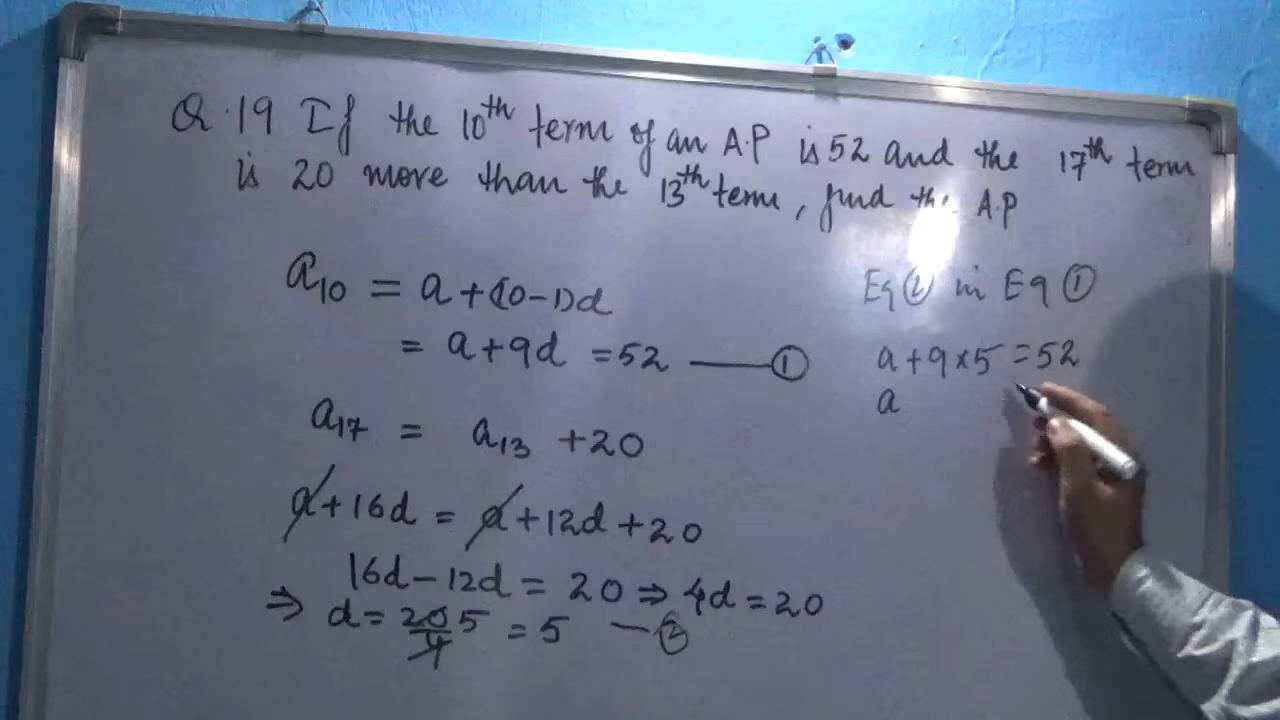 Q.19 If the 10th term of an A.P is 52 and the 17th term
is 20 more than the 13th term, find the A.P
a10 = a+(10-1)d
= a+9d = 52 —— ①
a17 = a13 + 20
a+16d = a+12d+20
16d-12d = 20 ⇒ 4d = 20
⇒ d = 20/4 5 = 5 — ②
Eq ② in Eq ①
a+9×5 = 52
a